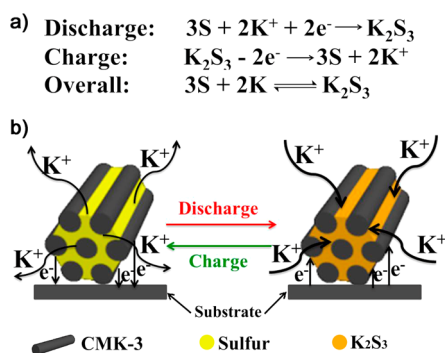 a)
Discharge: 3S + 2K⁺ + 2e⁻ → K₂S₃
Charge: K₂S₃ - 2e⁻ → 3S + 2K⁺
Overall: 3S + 2K ⇌ K₂S₃
b)
K⁺ K⁺ K⁺ K⁺
Discharge
K⁺ K⁺ K⁺ K⁺
Charge
e⁻ e⁻ e⁻ e⁻ e⁻
Substrate
CMK-3 Sulfur K₂S₃